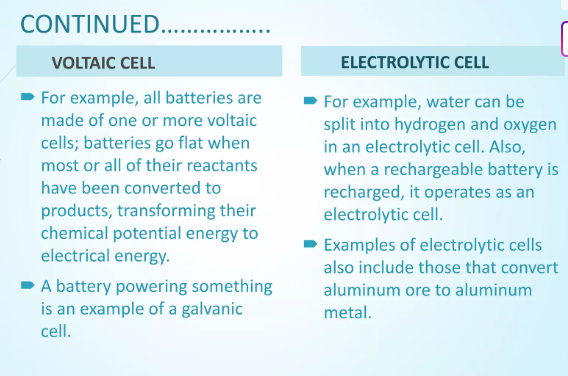 CONTINUED……………..
VOLTAIC CELL
For example, all batteries are
made of one or more voltaic
cells; batteries go flat when
most or all of their reactants
have been converted to
products, transforming their
chemical potential energy to
electrical energy.
A battery powering something
is an example of a galvanic
cell.
ELECTROLYTIC CELL
For example, water can be
split into hydrogen and oxygen
in an electrolytic cell. Also,
when a rechargeable battery is
recharged, it operates as an
electrolytic cell.
Examples of electrolytic cells
also include those that convert
aluminum ore to aluminum
metal.